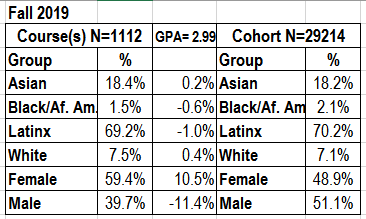 Fall 2019
Course(s) N=1112 GPA= 2.99 Cohort N=29214
Group % Group %
Asian 18.4% 0.2% Asian 18.2%
Black/Af. Am. 1.5% -0.6% Black/Af. Am 2.1%
Latinx 69.2% -1.0% Latinx 70.2%
White 7.5% 0.4% White 7.1%
Female 59.4% 10.5% Female 48.9%
Male 39.7% -11.4% Male 51.1%